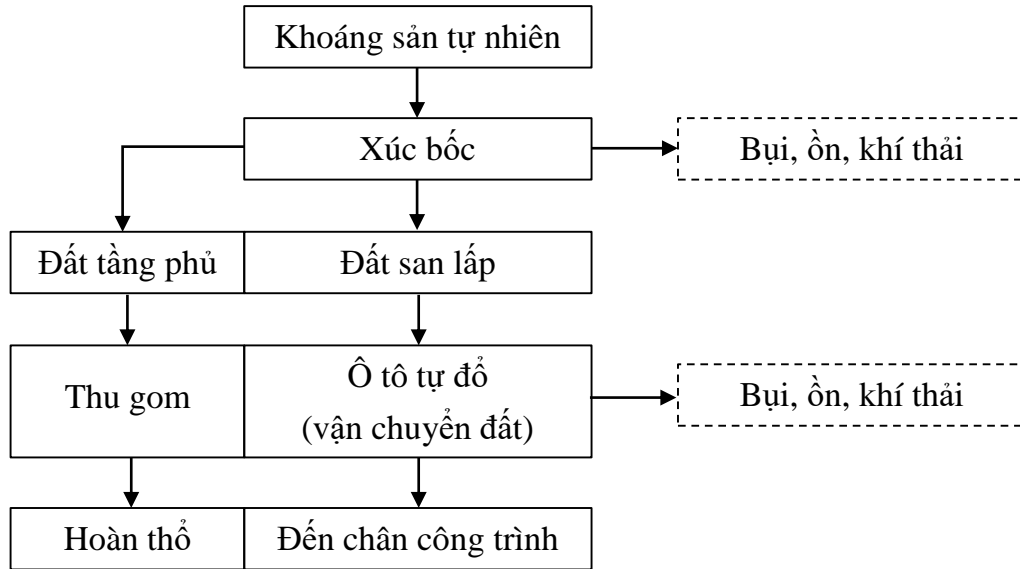 Khoáng sản tự nhiên
Xúc bốc
Bụi, ồn, khí thải
Đất tầng phủ
Đất san lấp
Thu gom
Ô tô tự đổ
(vận chuyển đất)
Bụi, ồn, khí thải
Hoàn thổ
Đến chân công trình